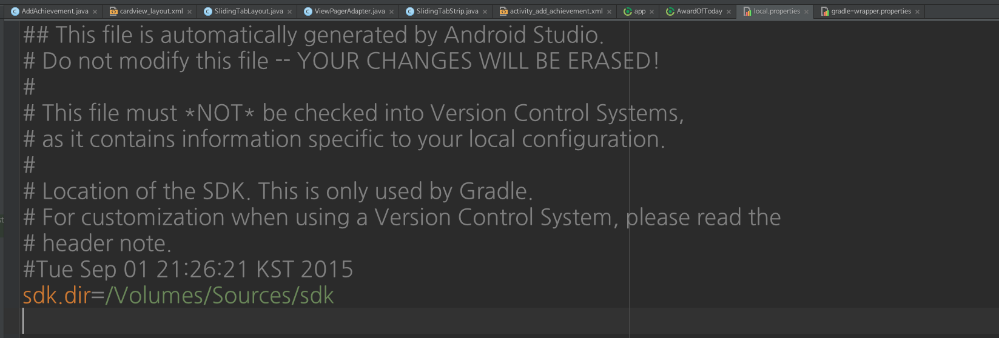 AddAchievement.java
cardview_layout.xml
SlidingTabLayout.java
ViewPagerAdapter.java
SlidingTabStrip.java
activity_add_achievement.xml
app
AwardOfToday
local.properties
gradle-wrapper.properties
## This file is automatically generated by Android Studio.
# Do not modify this file -- YOUR CHANGES WILL BE ERASED!
#
# This file must *NOT* be checked into Version Control Systems,
# as it contains information specific to your local configuration.
#
# Location of the SDK. This is only used by Gradle.
# For customization when using a Version Control System, please read the
# header note.
#Tue Sep 01 21:26:21 KST 2015
sdk.dir=/Volumes/Sources/sdk